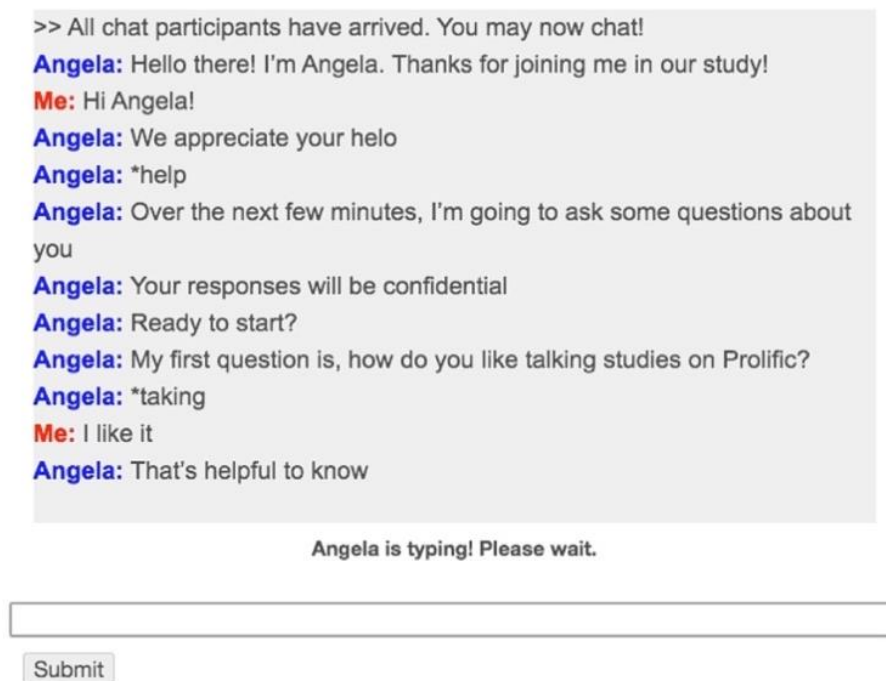 >> All chat participants have arrived. You may now chat!
Angela: Hello there! I'm Angela. Thanks for joining me in our study!
Me: Hi Angela!
Angela: We appreciate your helo
Angela: *help
Angela: Over the next few minutes, I'm going to ask some questions about
you
Angela: Your responses will be confidential
Angela: Ready to start?
Angela: My first question is, how do you like talking studies on Prolific?
Angela: *taking
Me: I like it
Angela: That's helpful to know
Angela is typing! Please wait.
Submit